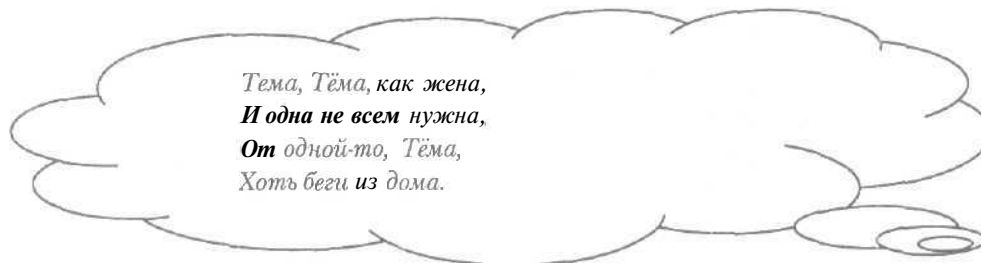 Тема, Тёма, как жена,
И одна не всем нужна,
От одной-то, Тёма,
Хоть беги из дома.